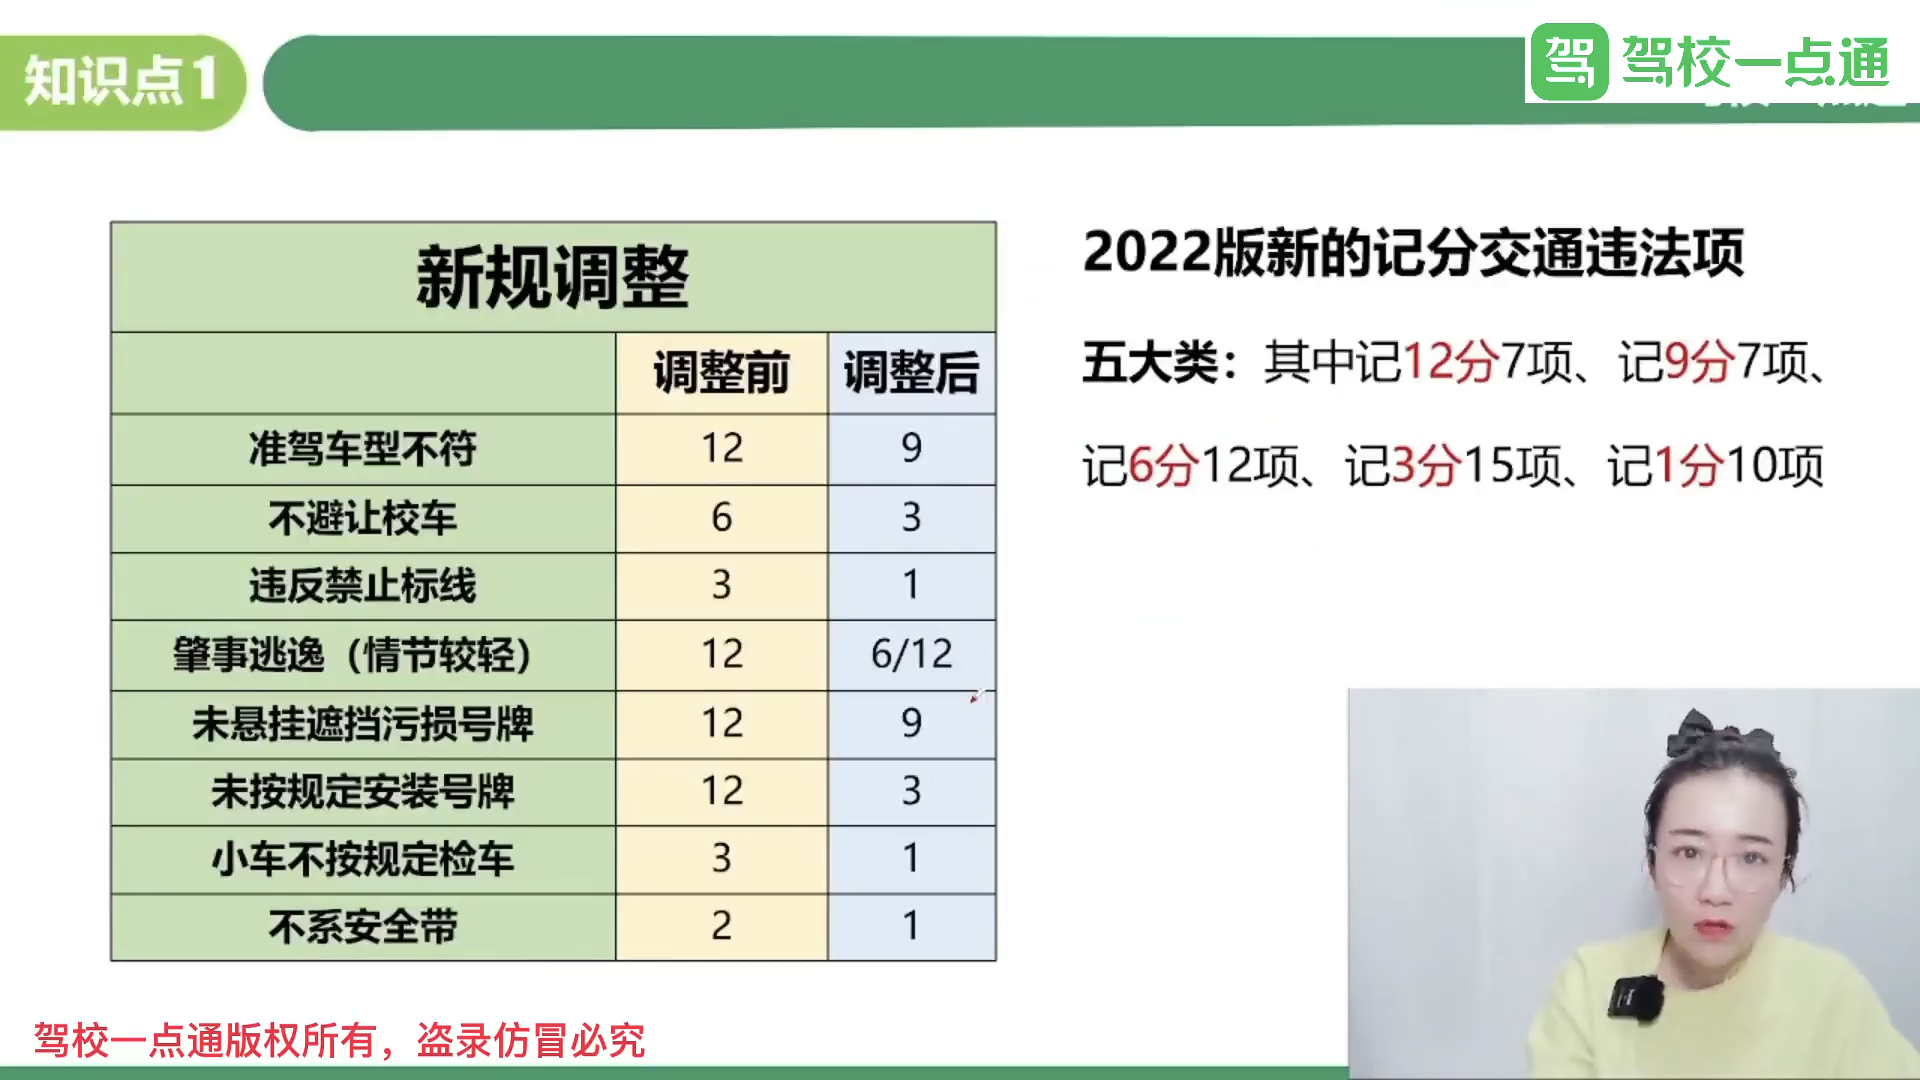 知识点1
驾 驾校一点通
新规调整
调整前 调整后
准驾车型不符 12 9
不避让校车 6 3
违反禁止标线 3 1
肇事逃逸（情节较轻） 12 6/12
未悬挂遮挡污损号牌 12 9
未按规定安装号牌 12 3
小车不按规定检车 3 1
不系安全带 2 1
2022版新的记分交通违法项
五大类：其中记12分7项、记9分7项、
记6分12项、记3分15项、记1分10项
驾校一点通版权所有，盗录仿冒必究